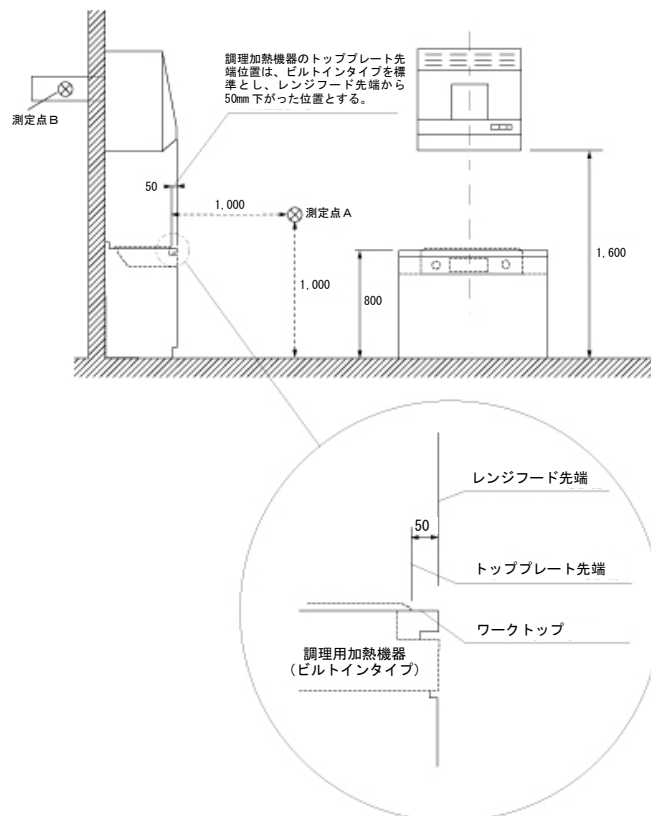 調理加熱機器のトッププレート先
端位置は、ビルトインタイプを標
準とし、レンジフード先端から
50mm 下がった位置とする。
測定点B
50
1,000
測定点A
1,000
800
1,600
レンジフード先端
50
トッププレート先端
ワークトップ
調理用加熱機器
(ビルトインタイプ)